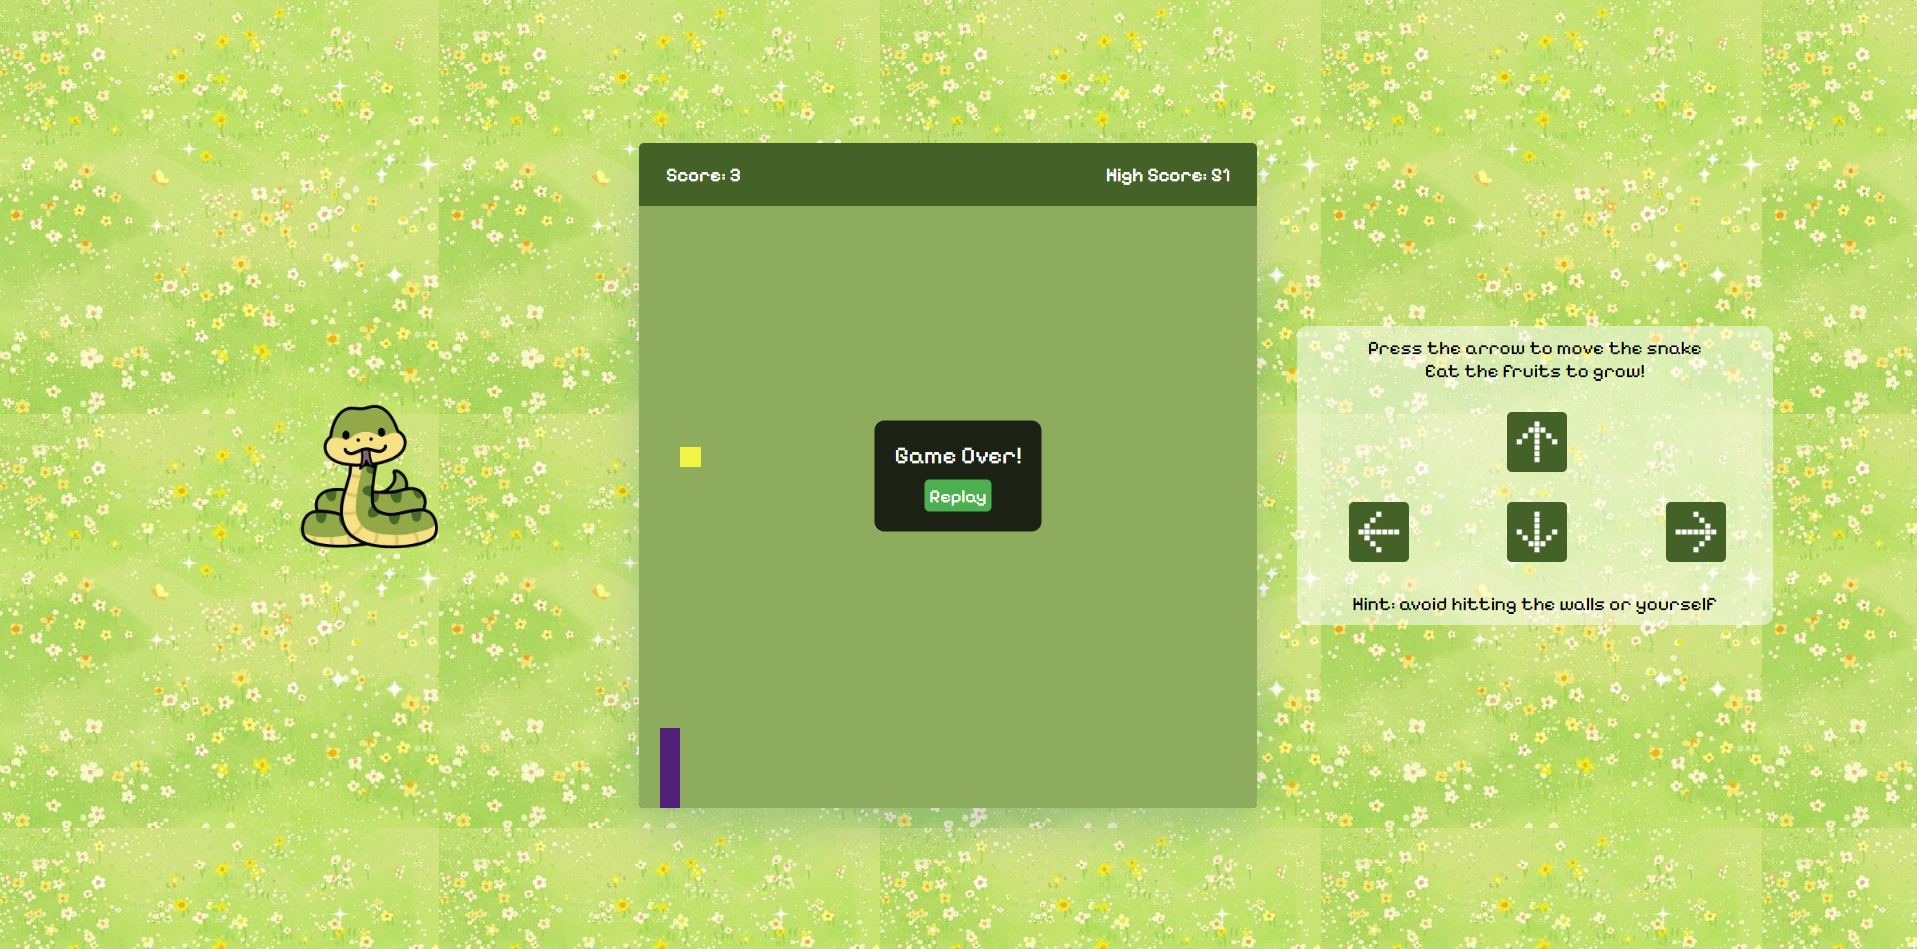 Score: 3
High Score: 81
Press the arrow to move the snake
Eat the fruits to grow!
Game Over!
Replay
Hint: avoid hitting the walls or yourself